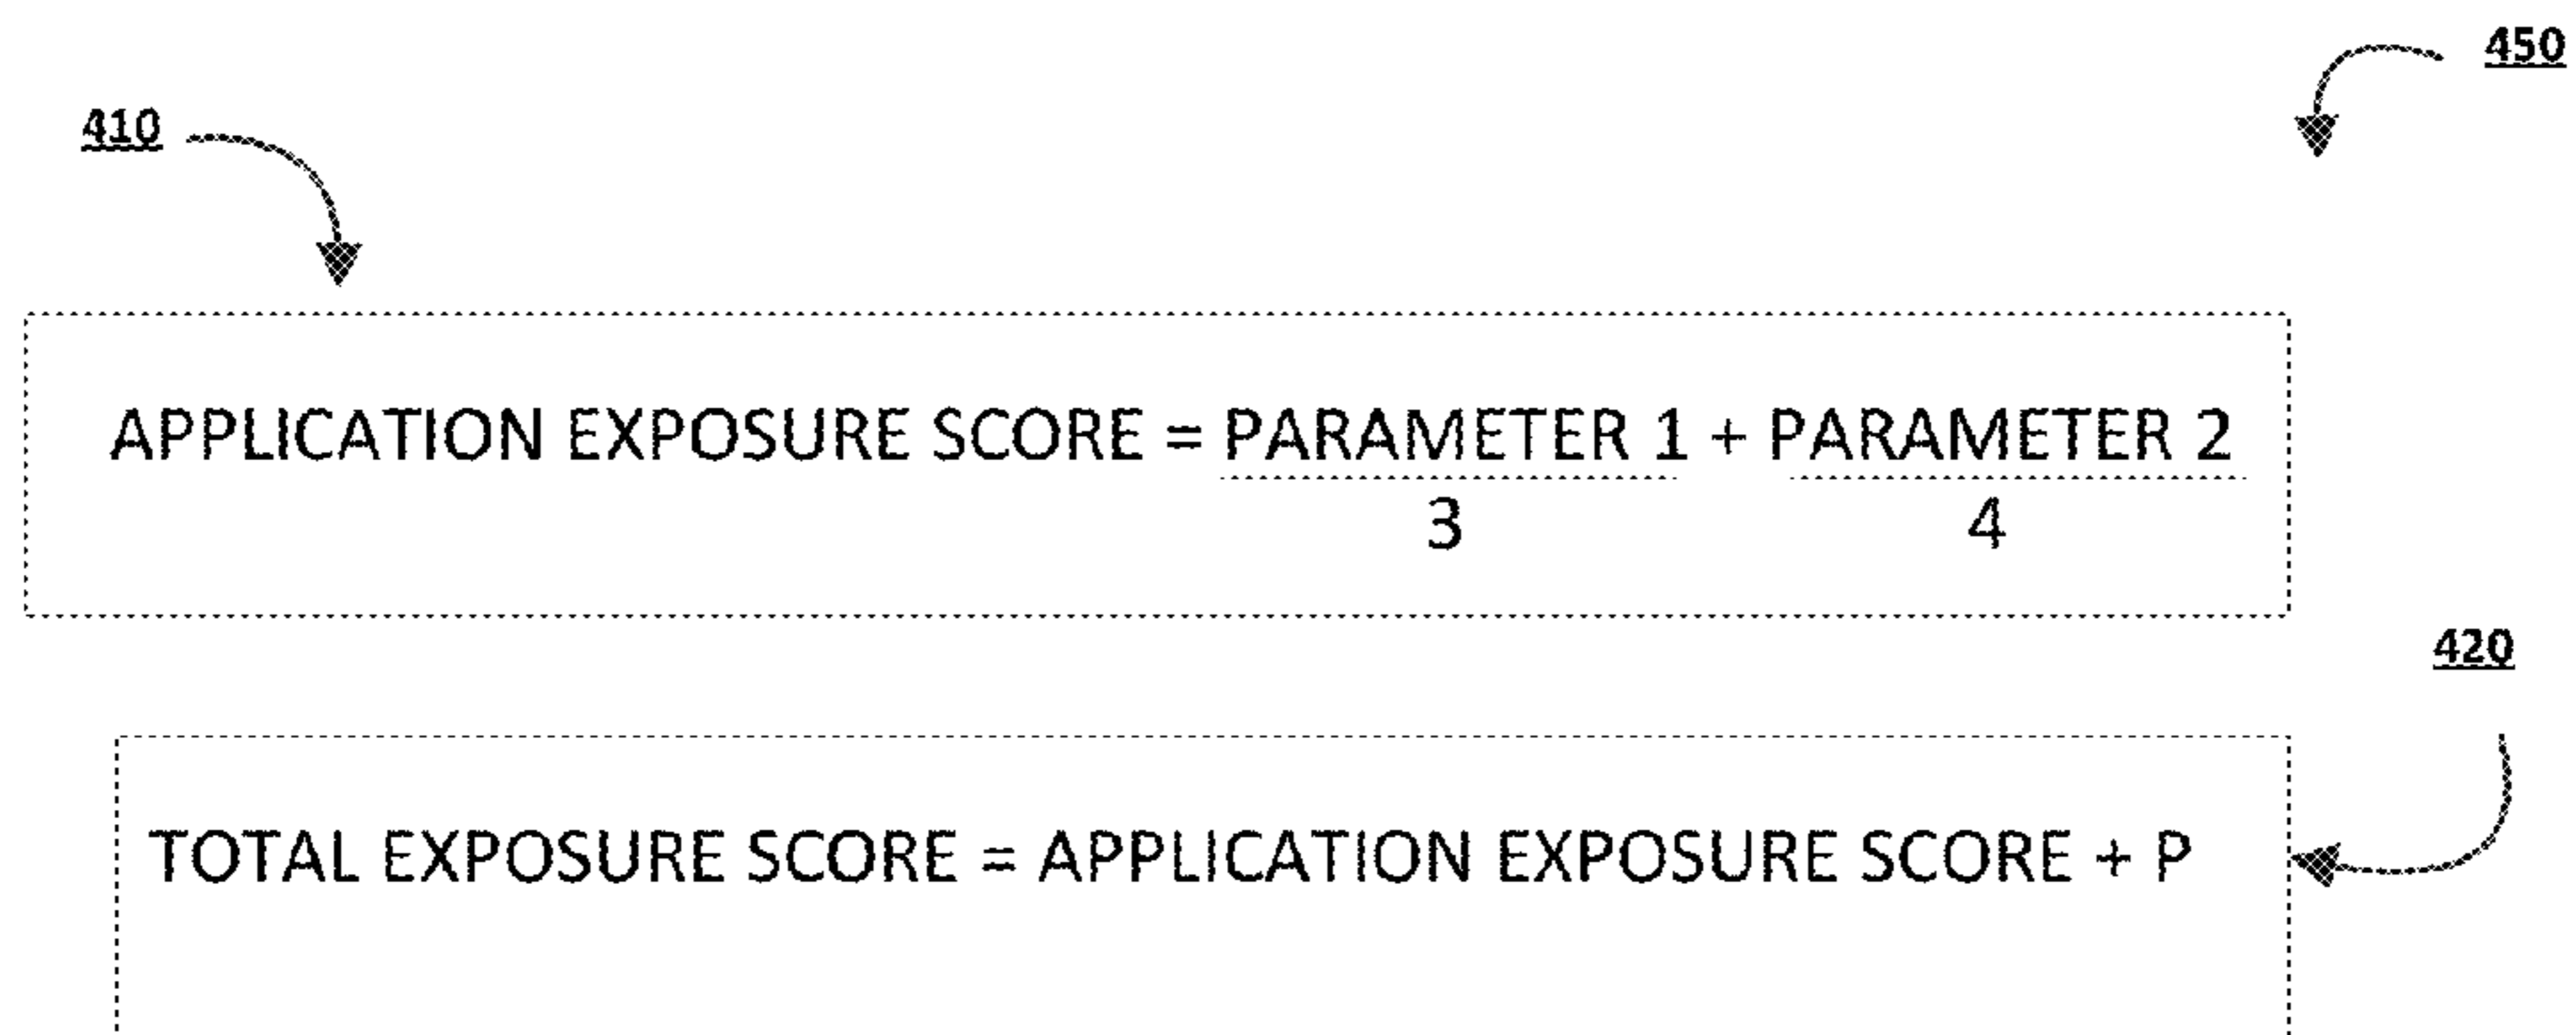 450
410
APPLICATION EXPOSURE SCORE = PARAMETER 1 + PARAMETER 2
3 4
420
TOTAL EXPOSURE SCORE = APPLICATION EXPOSURE SCORE + P